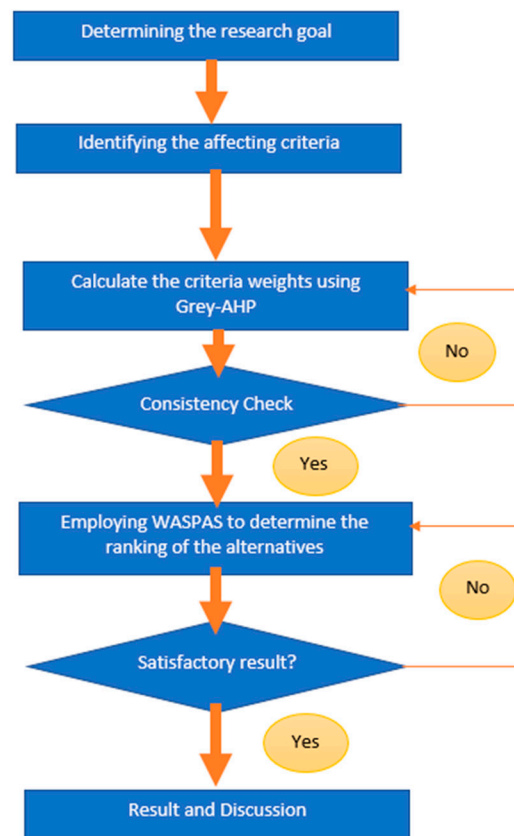 Determining the research goal
Identifying the affecting criteria
Calculate the criteria weights using
Grey-AHP
No
Consistency Check
Yes
Employing WASPAS to determine the
ranking of the alternatives
No
Satisfactory result?
Yes
Result and Discussion